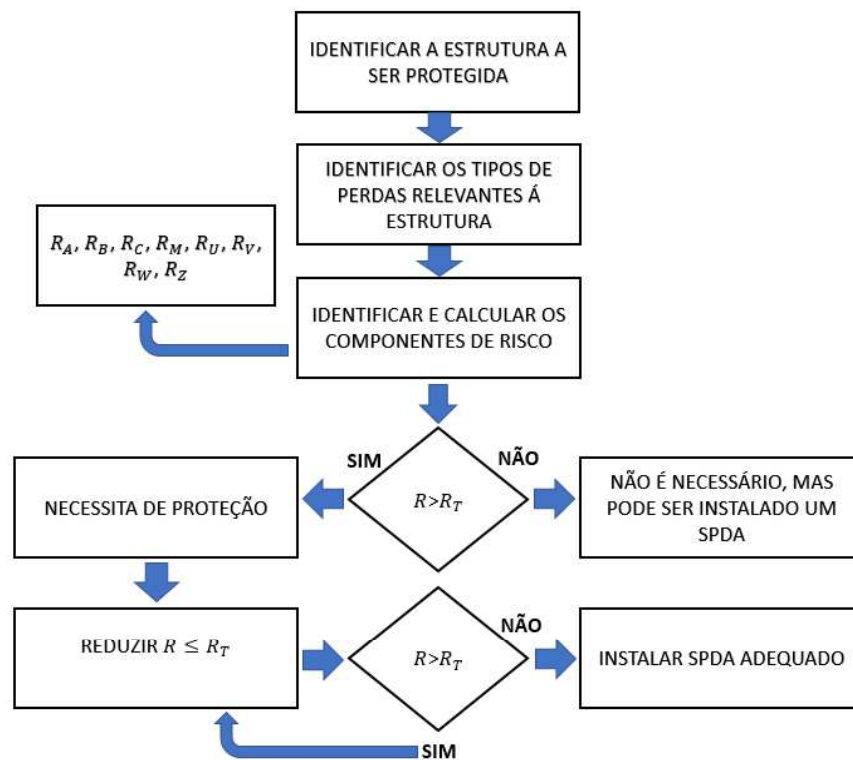 IDENTIFICAR A ESTRUTURA A
SER PROTEGIDA
IDENTIFICAR OS TIPOS DE
PERDAS RELEVANTES Á
ESTRUTURA
R_A, R_B, R_C, R_M, R_U, R_V,
R_W, R_Z
IDENTIFICAR E CALCULAR OS
COMPONENTES DE RISCO
SIM
NÃO
NECESSITA DE PROTEÇÃO
R>R_T
NÃO É NECESSÁRIO, MAS
PODE SER INSTALADO UM
SPDA
REDUZIR R ≤ R_T
R>R_T
NÃO
INSTALAR SPDA ADEQUADO
SIM